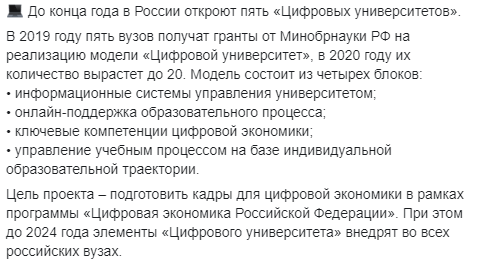 💻 До конца года в России откроют пять «Цифровых университетов».
В 2019 году пять вузов получат гранты от Минобрнауки РФ на
реализацию модели «Цифровой университет», в 2020 году их
количество вырастет до 20. Модель состоит из четырех блоков:
• информационные системы управления университетом;
• онлайн-поддержка образовательного процесса;
• ключевые компетенции цифровой экономики;
• управление учебным процессом на базе индивидуальной
образовательной траектории.
Цель проекта – подготовить кадры для цифровой экономики в рамках
программы «Цифровая экономика Российской Федерации». При этом
до 2024 года элементы «Цифрового университета» внедрят во всех
российских вузах.